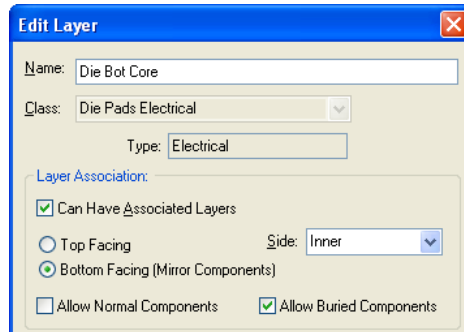 Edit Layer
Name: Die Bot Core
Class: Die Pads Electrical
Type: Electrical
Layer Association:
Can Have Associated Layers
Top Facing Side: Inner
Bottom Facing (Mirror Components)
Allow Normal Components Allow Buried Components